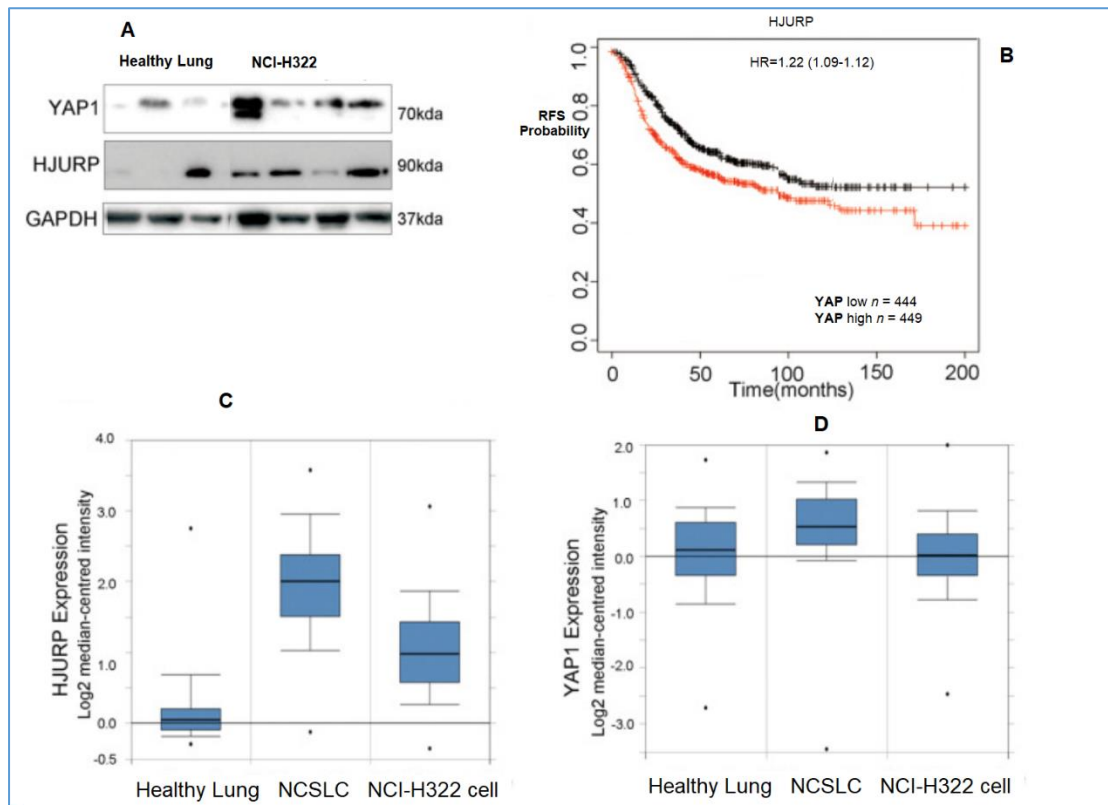 A
Healthy Lung NCI-H322
YAP1
70kda
HJURP
90kda
GAPDH
37kda
HJURP
HR=1.22 (1.09-1.12)
B
RFS
Probability
1.0
0.8
0.6
0.4
0.2
0.0
YAP low n = 444
YAP high n = 449
0 50 100 150 200
Time(months)
C
HJURP Expression
Log2 median-centred intensity
4.0
3.0
2.0
1.0
0.0
-0.5
Healthy Lung NCSLC NCI-H322 cell
D
YAP1 Expression
Log2 median-centred intensity
2.0
1.0
0.0
-1.0
-2.0
-3.0
Healthy Lung NCSLC NCI-H322 cell